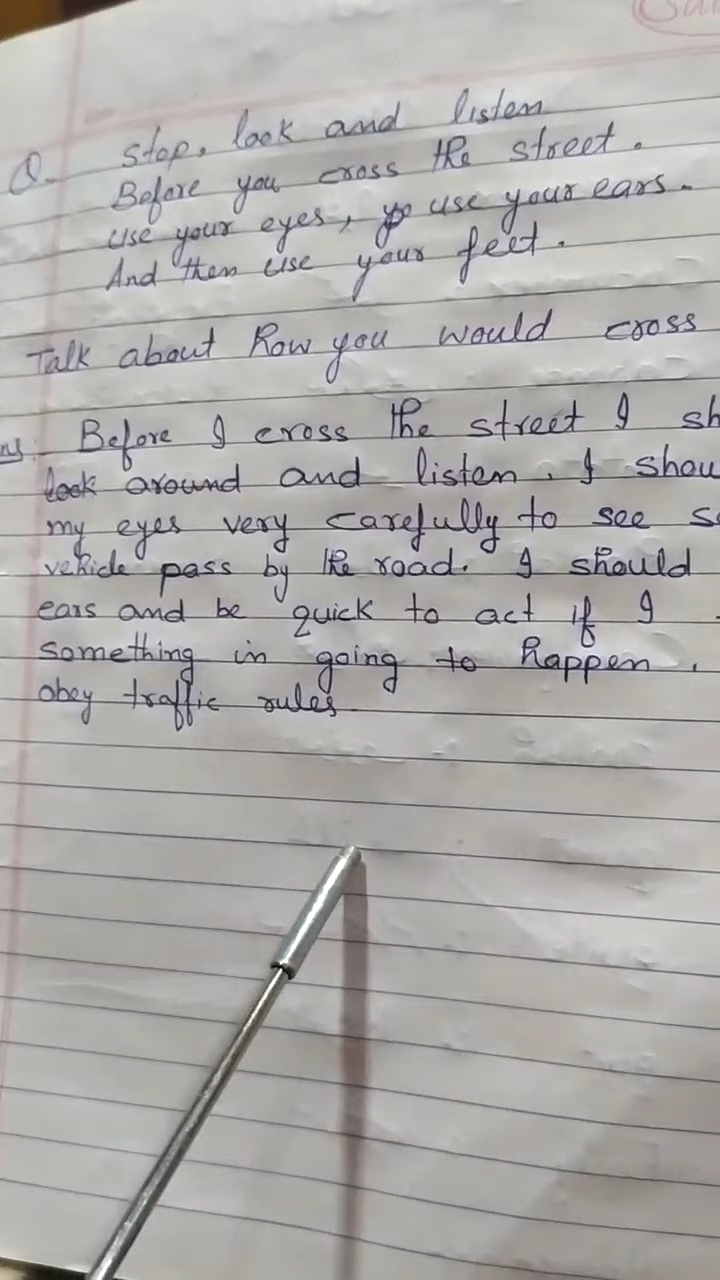 Q. Stop, look and listen
Before you cross the street.
Use your eyes, yo use your ears.
And then use your feet.
Talk about how you would cross
Before I cross the street I sh
look around and listen. I shou
my eyes very carefully to see
vehicle pass by the road. I should
ears and be quick to act if I
something in going to happen.
obey traffic rules